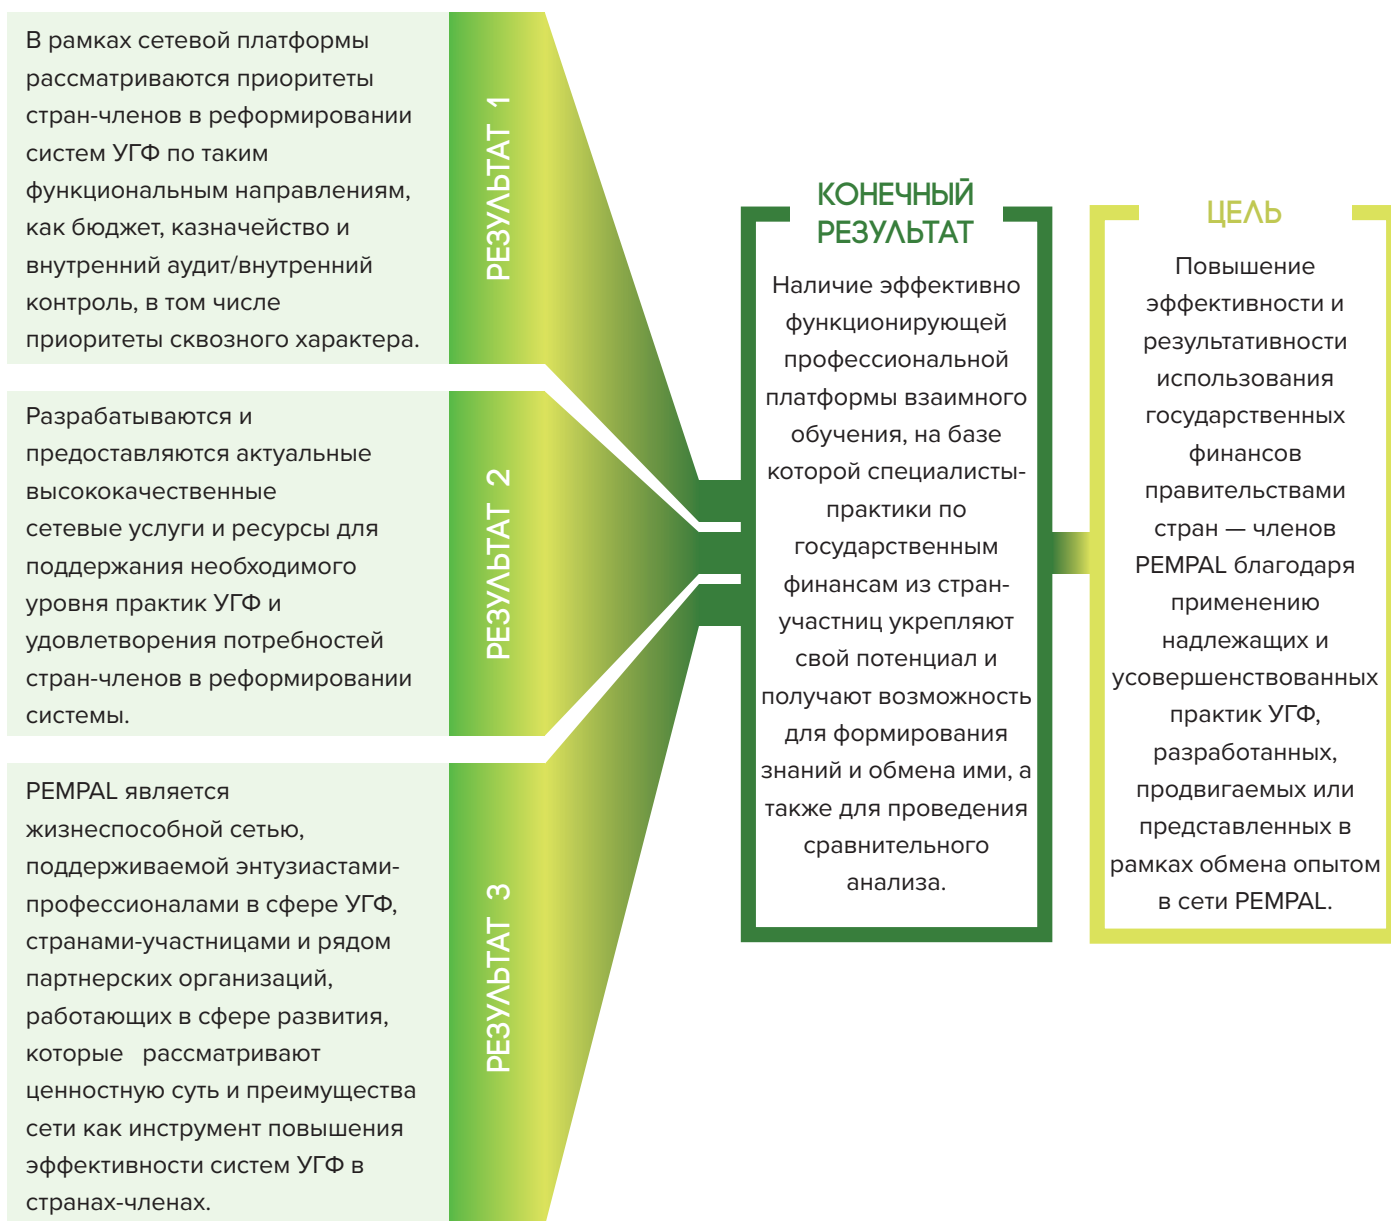 В рамках сетевой платформы
рассматриваются приоритеты
стран-членов в реформировании
систем УГФ по таким
функциональным направлениям,
как бюджет, казначейство и
внутренний аудит/внутренний
контроль, в том числе
приоритеты сквозного характера.
РЕЗУЛЬТАТ 1
Разрабатываются и
предоставляются актуальные
высококачественные
сетевые услуги и ресурсы для
поддержания необходимого
уровня практик УГФ и
удовлетворения потребностей
стран-членов в реформировании
системы.
РЕЗУЛЬТАТ 2
PEMPAL является
жизнеспособной сетью,
поддерживаемой энтузиастами-
профессионалами в сфере УГФ,
странами-участницами и рядом
партнерских организаций,
работающих в сфере развития,
которые рассматривают
ценностную суть и преимущества
сети как инструмент повышения
эффективности систем УГФ в
странах-членах.
РЕЗУЛЬТАТ 3
КОНЕЧНЫЙ
РЕЗУЛЬТАТ
Наличие эффективно
функционирующей
профессиональной
платформы взаимного
обучения, на базе
которой специалисты-
практики по
государственным
финансам из стран-
участниц укрепляют
свой потенциал и
получают возможность
для формирования
знаний и обмена ими, а
также для проведения
сравнительного
анализа.
ЦЕЛЬ
Повышение
эффективности и
результативности
использования
государственных
финансов
правительствами
стран — членов
PEMPAL благодаря
применению
надлежащих и
усовершенствованных
практик УГФ,
разработанных,
продвигаемых или
представленных в
рамках обмена опытом
в сети PEMPAL.